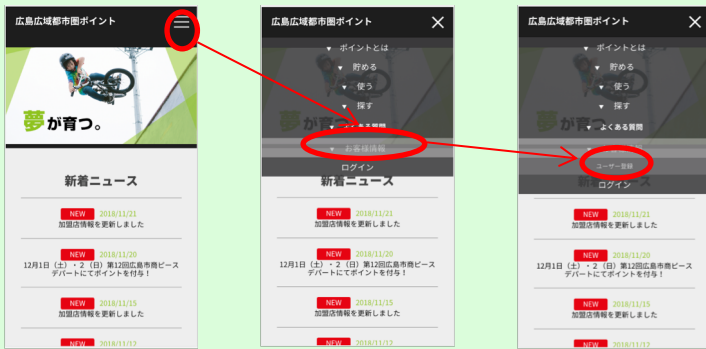 広島広域都市圏ポイント
夢が育つ。
新着ニュース
NEW 2018/11/21
加盟店情報を更新しました
NEW 2018/11/20
12月1日（土）・2（日）第12回広島市商ピース
デパートにてポイントを付与！
NEW 2018/11/15
加盟店情報を更新しました
NEW 2018/11/12
広島広域都市圏ポイント
▼ ポイントとは
▼ 貯める
▼ 使う
▼ 探す
▼ よくある質問
▼ お客様情報
ログイン
夢が育つ。
新着ニュース
NEW 2018/11/21
加盟店情報を更新しました
NEW 2018/11/20
12月1日（土）・2（日）第12回広島市商ピース
デパートにてポイントを付与！
NEW 2018/11/15
加盟店情報を更新しました
NEW 2018/11/12
広島広域都市圏ポイント
▼ ポイントとは
▼ 貯める
▼ 使う
▼ 探す
▼ よくある質問
ユーザー登録
ログイン
夢が育つ。
NEW 2018/11/21
加盟店情報を更新しました
NEW 2018/11/20
12月1日（土）・2（日）第12回広島市商ピース
デパートにてポイントを付与！
NEW 2018/11/15
加盟店情報を更新しました
NEW 2018/11/12